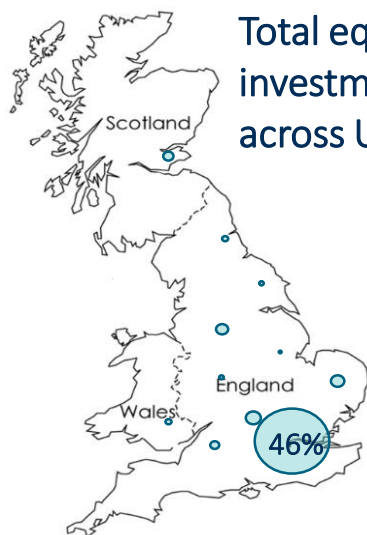 Total eq
investm
across U
Scotland
England
Wales
46%